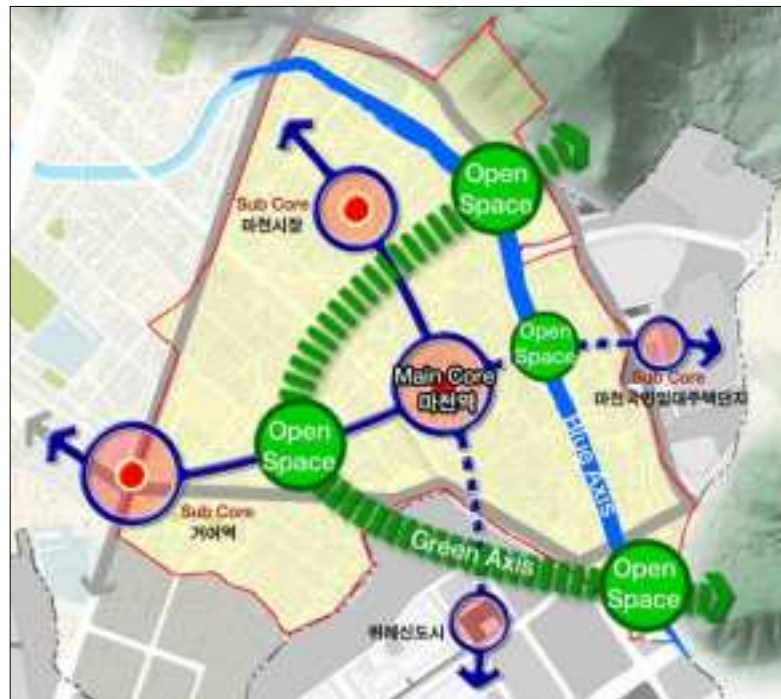 Open
Space
Sub Core
마천시장
Open
Space
Main Core
마천역
Sub Core
마천국민임대주택단지
Open
Space
Sub Core
거여역
Blue Axis
Green Axis
Open
Space
위례신도시